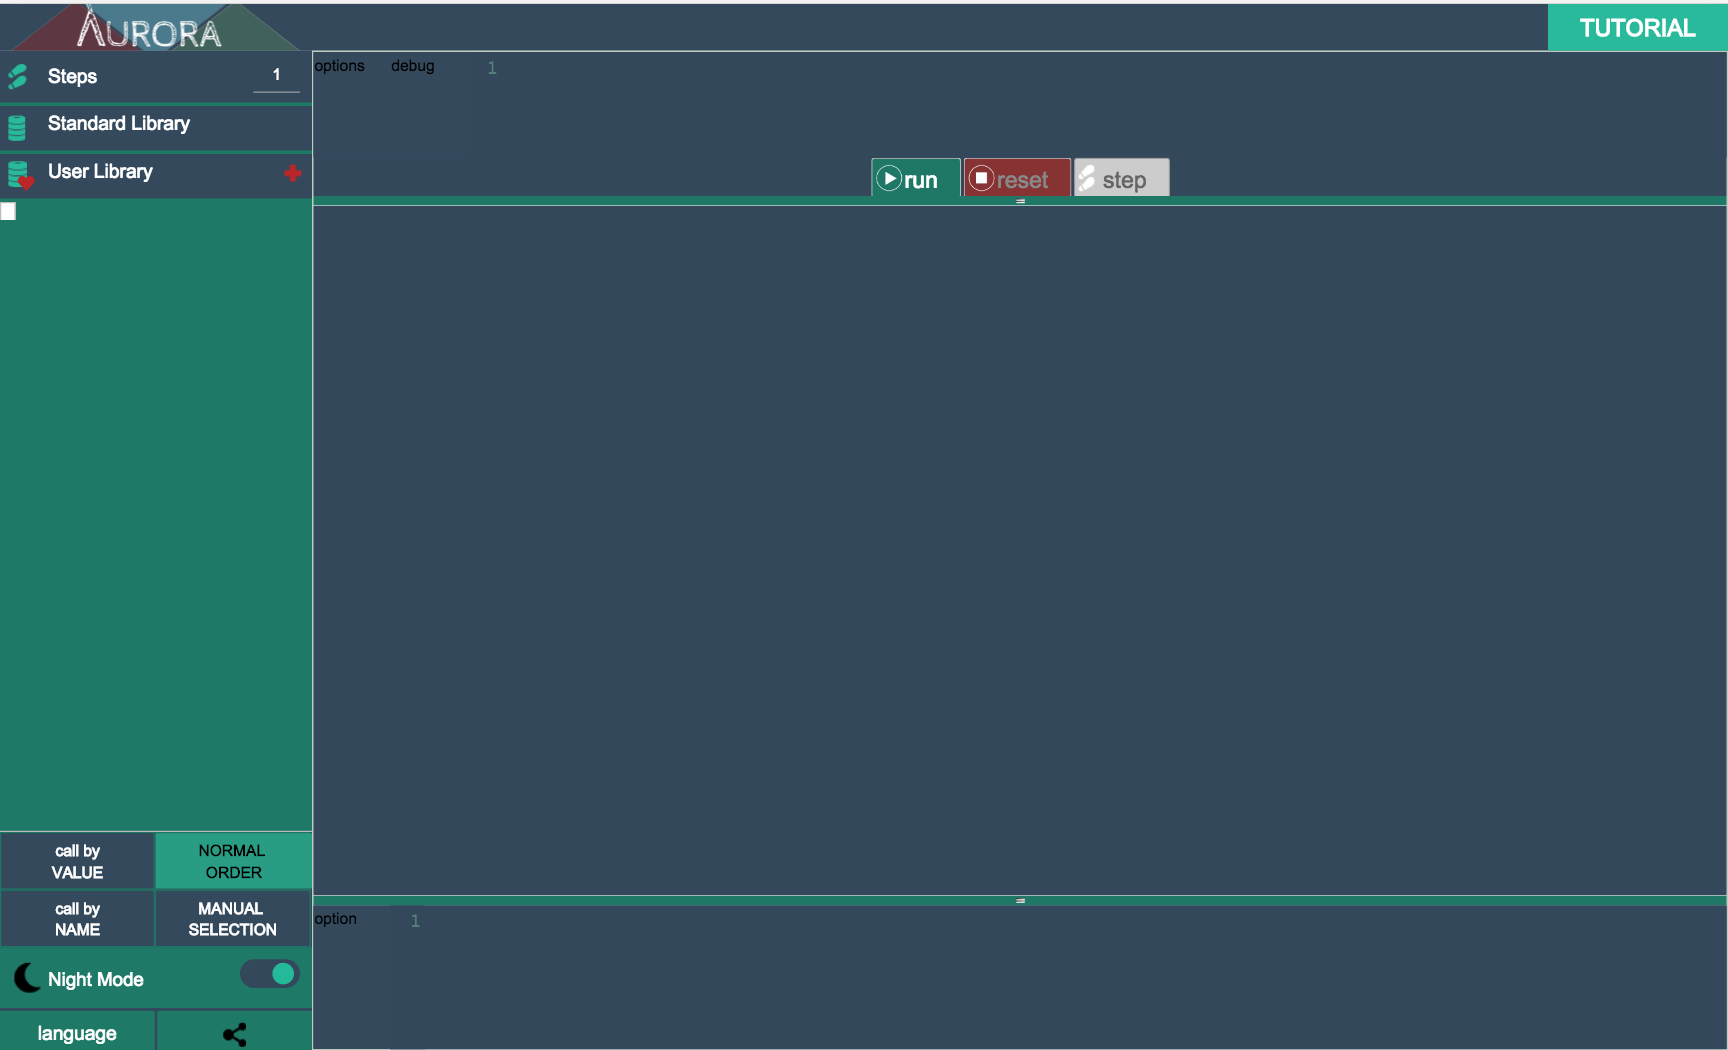 AURORA
TUTORIAL
Steps
1
Standard Library
User Library
options debug 1
run reset step
call by
VALUE
NORMAL
ORDER
call by
NAME
MANUAL
SELECTION
Night Mode
language
option 1